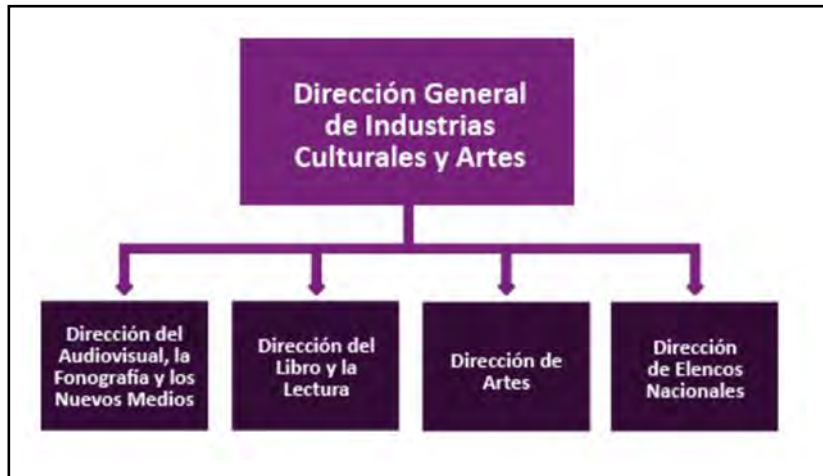 Dirección General
de Industrias
Culturales y Artes
Dirección del
Audiovisual, la
Fonografía y los
Nuevos Medios
Dirección del
Libro y la
Lectura
Dirección de
Artes
Dirección
de Elencos
Nacionales